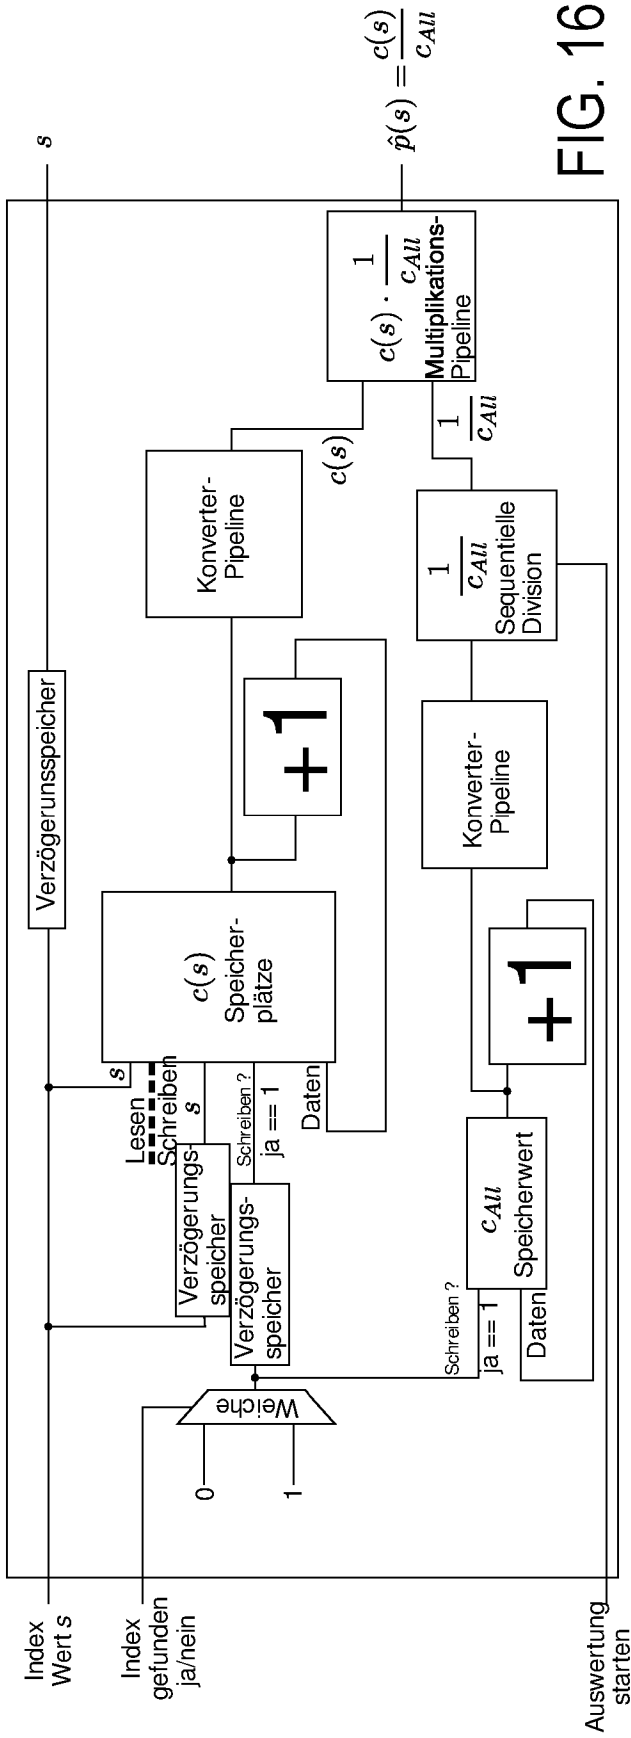 Index
Wert s
Index
gefunden
ja/nein
Auswertung
starten
0
1
Weiche
Verzögerungs-
speicher
Verzögerungs-
speicher
Lesen
Schreiben
s
s
Schreiben ?
ja == 1
Daten
c(s)
Speicher-
plätze
+1
Verzögerunsspeicher
Konverter-
Pipeline
c(s)
Schreiben ?
ja == 1
Daten
c_All
Speicherwert
+1
Konverter-
Pipeline
1/c_All
Sequentielle
Division
1/c_All
c(s) · 1/c_All
Multiplikations-
Pipeline
s
p̂(s) = c(s)/c_All
FIG. 16